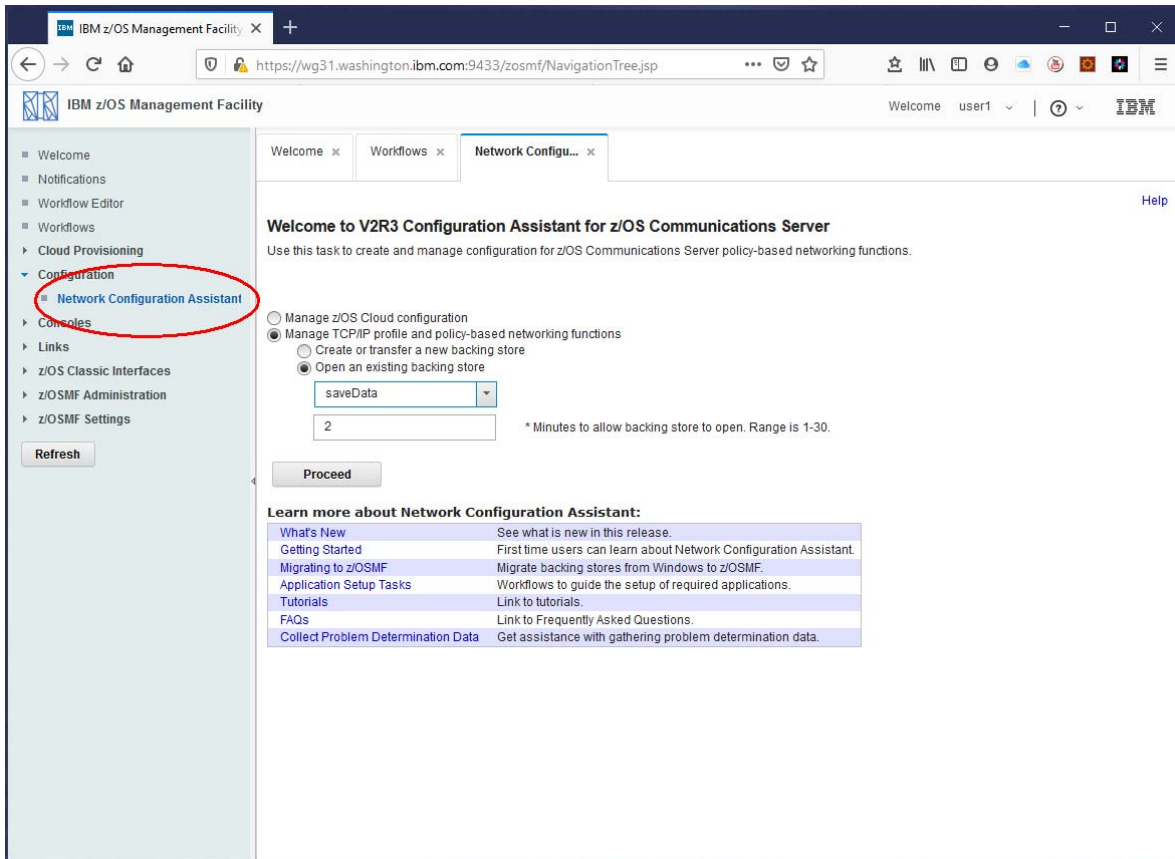 IBM IBM z/OS Management Facility
https://wg31.washington.ibm.com:9433/zosmf/NavigationTree.jsp
IBM z/OS Management Facility
Welcome user1
IBM
Welcome
Notifications
Workflow Editor
Workflows
Cloud Provisioning
Configuration
Network Configuration Assistant
Consoles
Links
z/OS Classic Interfaces
z/OSMF Administration
z/OSMF Settings
Refresh
Welcome Workflows Network Configu...
Help
Welcome to V2R3 Configuration Assistant for z/OS Communications Server
Use this task to create and manage configuration for z/OS Communications Server policy-based networking functions.
Manage z/OS Cloud configuration
Manage TCP/IP profile and policy-based networking functions
Create or transfer a new backing store
Open an existing backing store
saveData
2 * Minutes to allow backing store to open. Range is 1-30.
Proceed
Learn more about Network Configuration Assistant:
What's New See what is new in this release.
Getting Started First time users can learn about Network Configuration Assistant.
Migrating to z/OSMF Migrate backing stores from Windows to z/OSMF.
Application Setup Tasks Workflows to guide the setup of required applications.
Tutorials Link to tutorials.
FAQs Link to Frequently Asked Questions.
Collect Problem Determination Data Get assistance with gathering problem determination data.